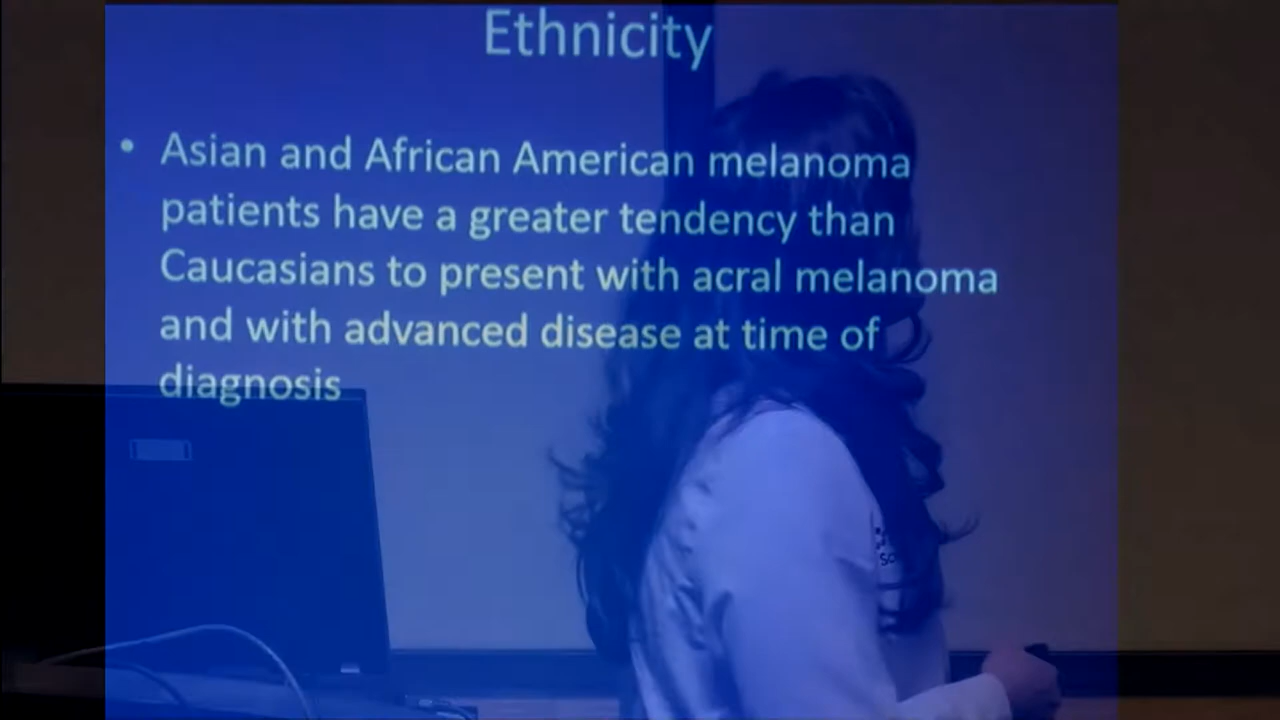 Ethnicity
• Asian and African American melanoma
patients have a greater tendency than
Caucasians to present with acral melanoma
and with advanced disease at time of
diagnosis